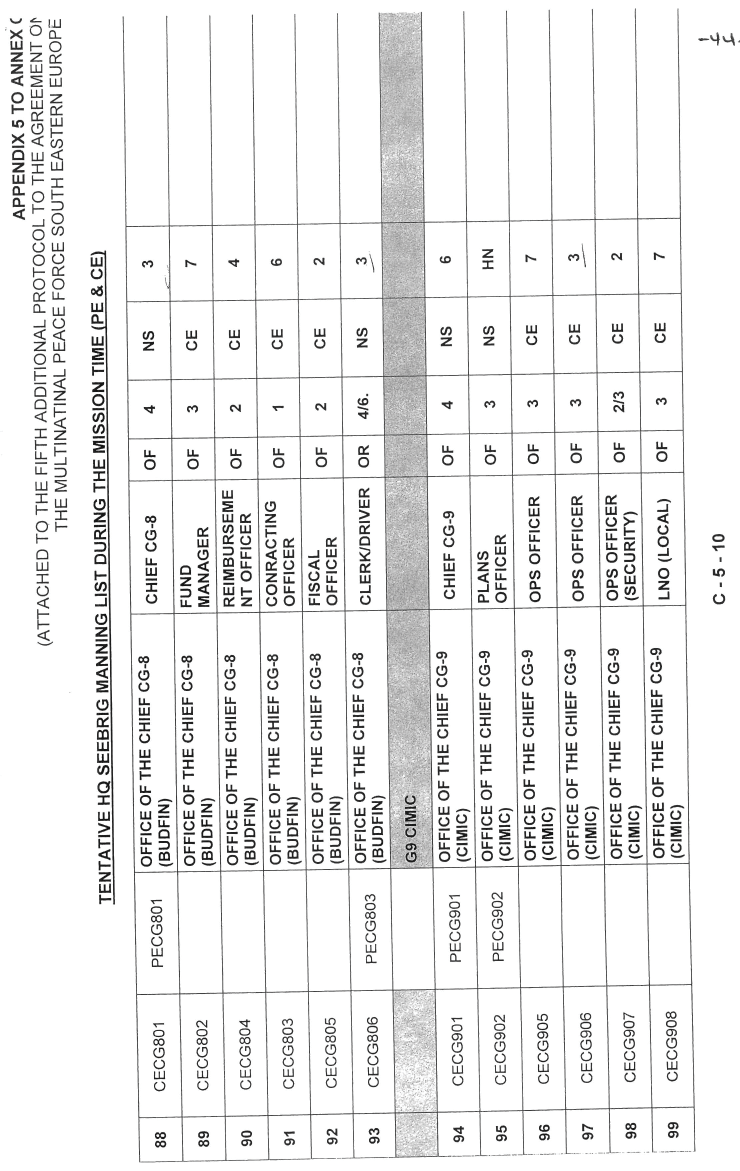 APPENDIX 5 TO ANNEX C
(ATTACHED TO THE FIFTH ADDITIONAL PROTOCOL TO THE AGREEMENT ON
THE MULTINATINAL PEACE FORCE SOUTH EASTERN EUROPE
TENTATIVE HQ SEEBRIG MANNING LIST DURING THE MISSION TIME (PE & CE)
88 CECG801 PECG801 OFFICE OF THE CHIEF CG-8 (BUDFIN) CHIEF CG-8 OF 4 NS 3
89 CECG802 OFFICE OF THE CHIEF CG-8 (BUDFIN) FUND MANAGER OF 3 CE 7
90 CECG804 OFFICE OF THE CHIEF CG-8 (BUDFIN) REIMBURSEME NT OFFICER OF 2 CE 4
91 CECG803 OFFICE OF THE CHIEF CG-8 (BUDFIN) CONRACTING OFFICER OF 1 CE 6
92 CECG805 OFFICE OF THE CHIEF CG-8 (BUDFIN) FISCAL OFFICER OF 2 CE 2
93 CECG806 PECG803 OFFICE OF THE CHIEF CG-8 (BUDFIN) CLERK/DRIVER OR 4/6. NS 3
G9 CIMIC
94 CECG901 PECG901 OFFICE OF THE CHIEF CG-9 (CIMIC) CHIEF CG-9 OF 4 NS 6
95 CECG902 PECG902 OFFICE OF THE CHIEF CG-9 (CIMIC) PLANS OFFICER OF 3 NS HN
96 CECG905 OFFICE OF THE CHIEF CG-9 (CIMIC) OPS OFFICER OF 3 CE 7
97 CECG906 OFFICE OF THE CHIEF CG-9 (CIMIC) OPS OFFICER OF 3 CE 3
98 CECG907 OFFICE OF THE CHIEF CG-9 (CIMIC) OPS OFFICER (SECURITY) OF 2/3 CE 2
99 CECG908 OFFICE OF THE CHIEF CG-9 (CIMIC) LNO (LOCAL) OF 3 CE 7
C - 5 - 10
-44.